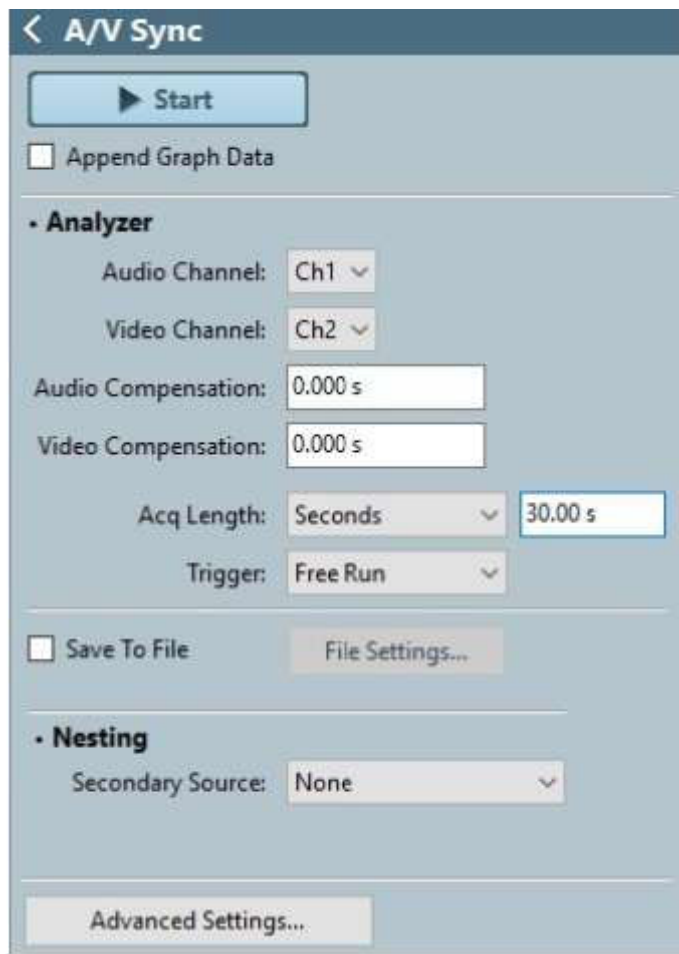 A/V Sync
Start
Append Graph Data
Analyzer
Audio Channel: Ch1
Video Channel: Ch2
Audio Compensation: 0.000 s
Video Compensation: 0.000 s
Acq Length: Seconds 30.00 s
Trigger: Free Run
Save To File File Settings...
Nesting
Secondary Source: None
Advanced Settings...